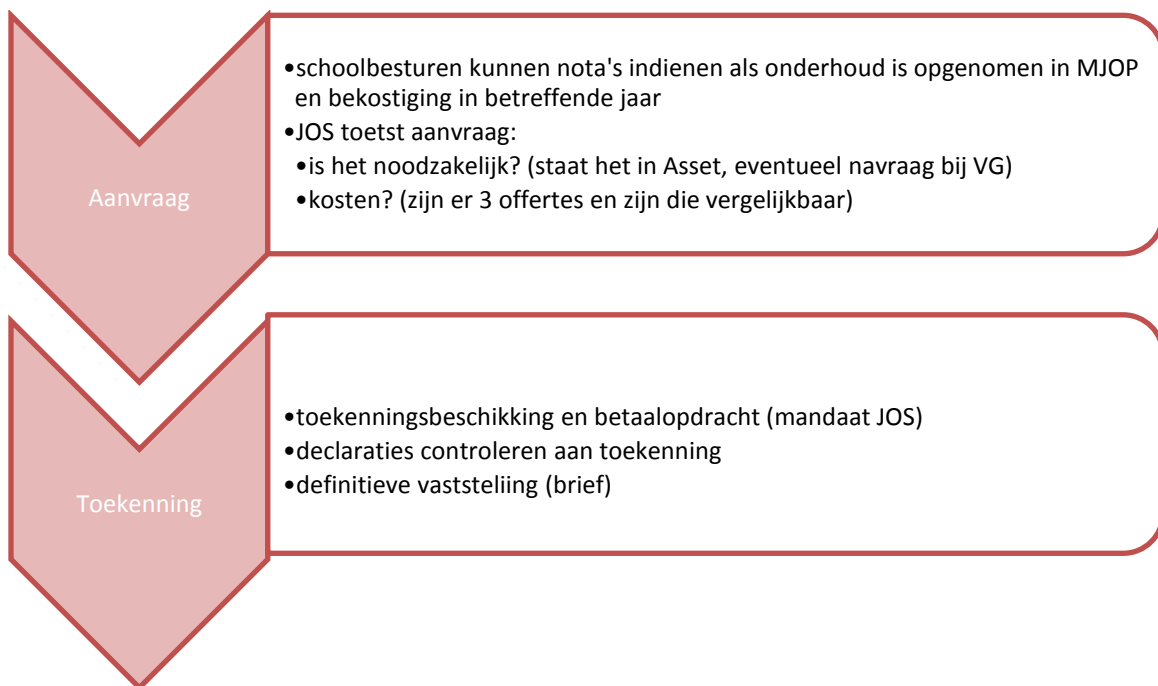 Aanvraag
•schoolbesturen kunnen nota's indienen als onderhoud is opgenomen in MJOP
en bekostiging in betreffende jaar
•JOS toetst aanvraag:
•is het noodzakelijk? (staat het in Asset, eventueel navraag bij VG)
•kosten? (zijn er 3 offertes en zijn die vergelijkbaar)
Toekenning
•toekenningsbeschikking en betaalopdracht (mandaat JOS)
•declaraties controleren aan toekenning
•definitieve vaststeliing (brief)